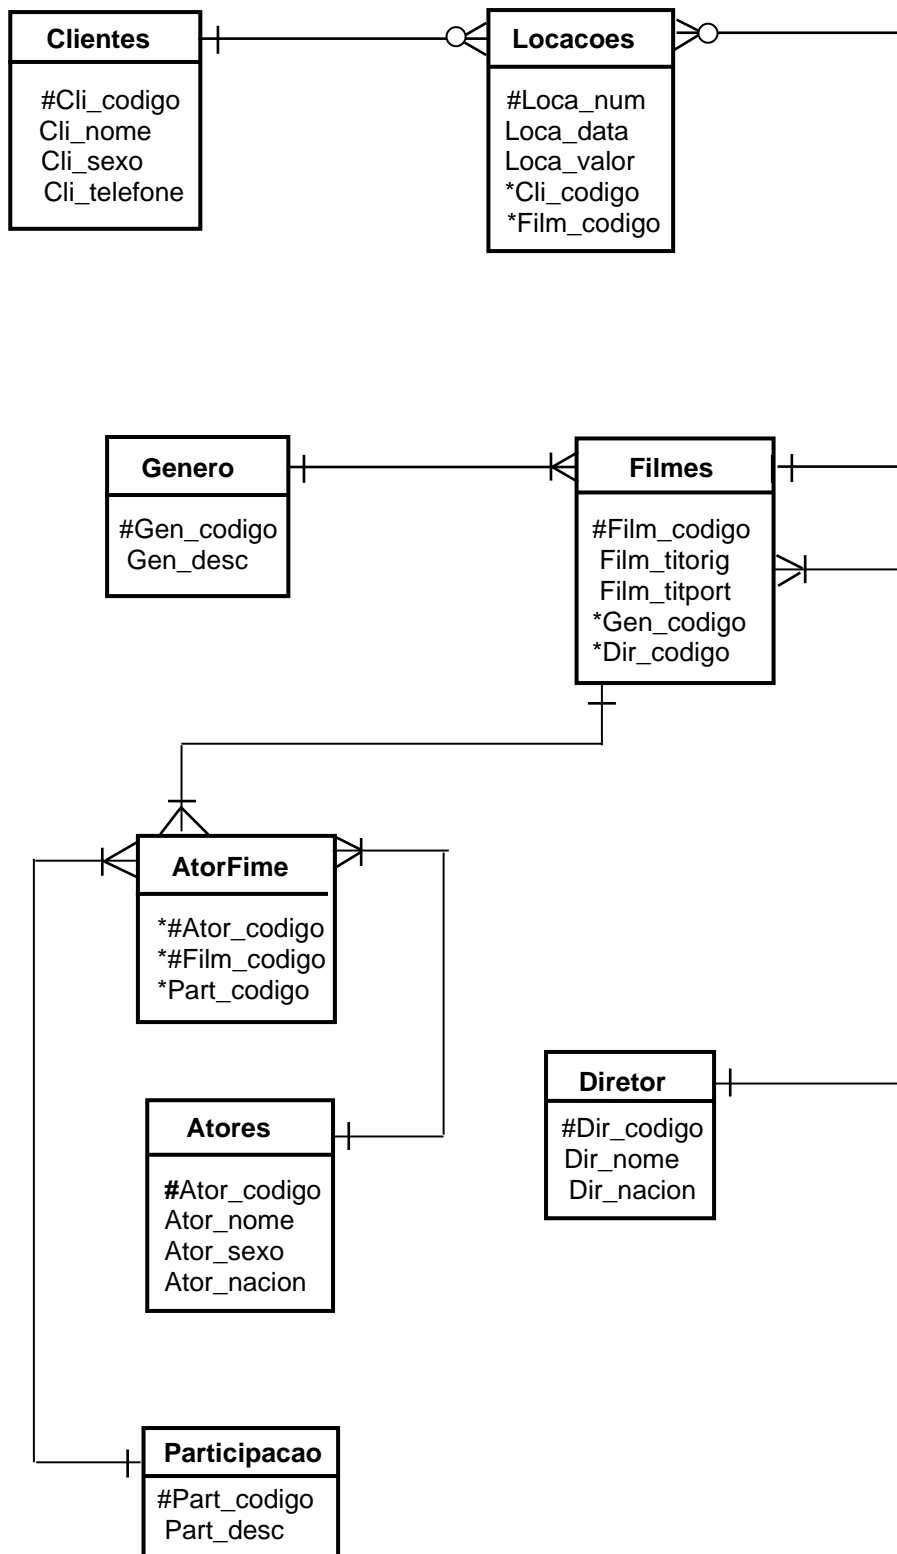 Clientes
#Cli_codigo
Cli_nome
Cli_sexo
Cli_telefone
Locacoes
#Loca_num
Loca_data
Loca_valor
*Cli_codigo
*Film_codigo
Genero
#Gen_codigo
Gen_desc
Filmes
#Film_codigo
Film_titorig
Film_titport
*Gen_codigo
*Dir_codigo
AtorFime
*#Ator_codigo
*#Film_codigo
*Part_codigo
Diretor
#Dir_codigo
Dir_nome
Dir_nacion
Atores
#Ator_codigo
Ator_nome
Ator_sexo
Ator_nacion
Participacao
#Part_codigo
Part_desc